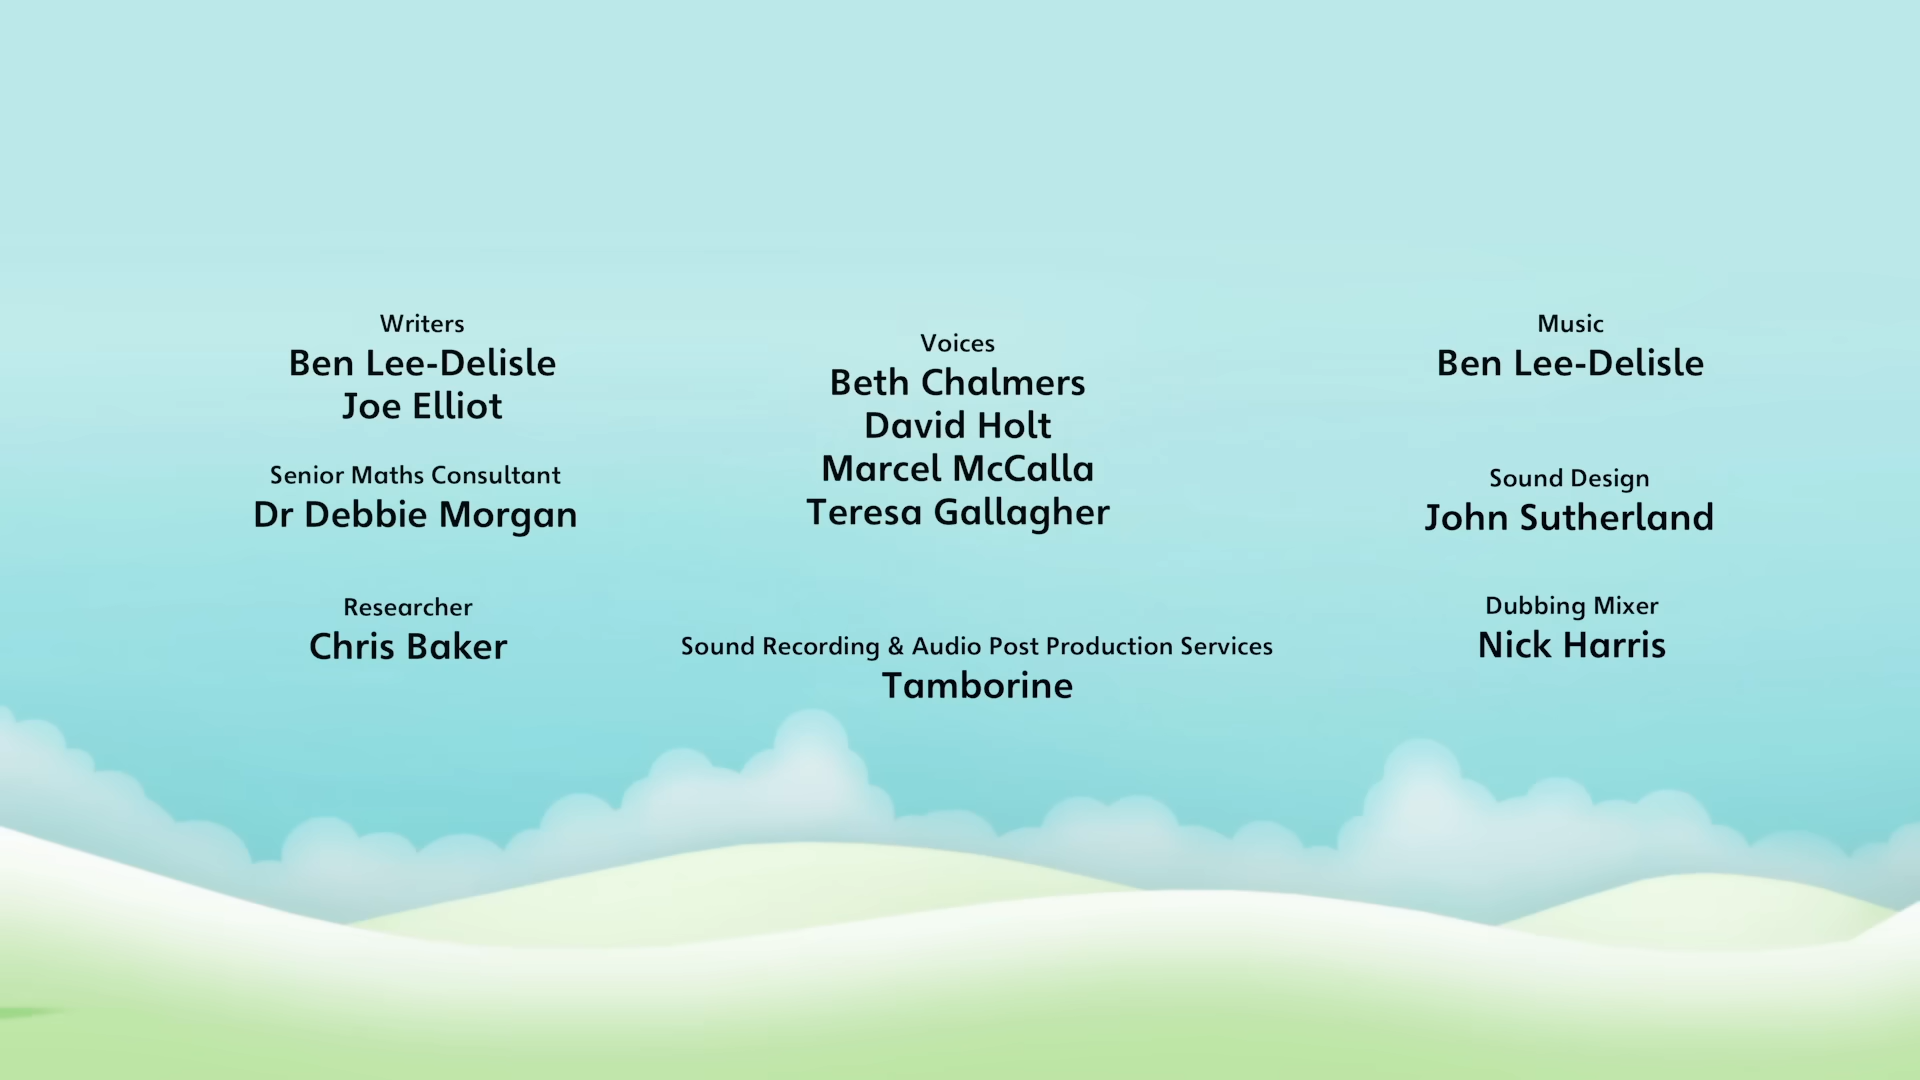 Writers
Ben Lee-Delisle
Joe Elliot
Senior Maths Consultant
Dr Debbie Morgan
Researcher
Chris Baker
Voices
Beth Chalmers
David Holt
Marcel McCalla
Teresa Gallagher
Sound Recording & Audio Post Production Services
Tamborine
Music
Ben Lee-Delisle
Sound Design
John Sutherland
Dubbing Mixer
Nick Harris